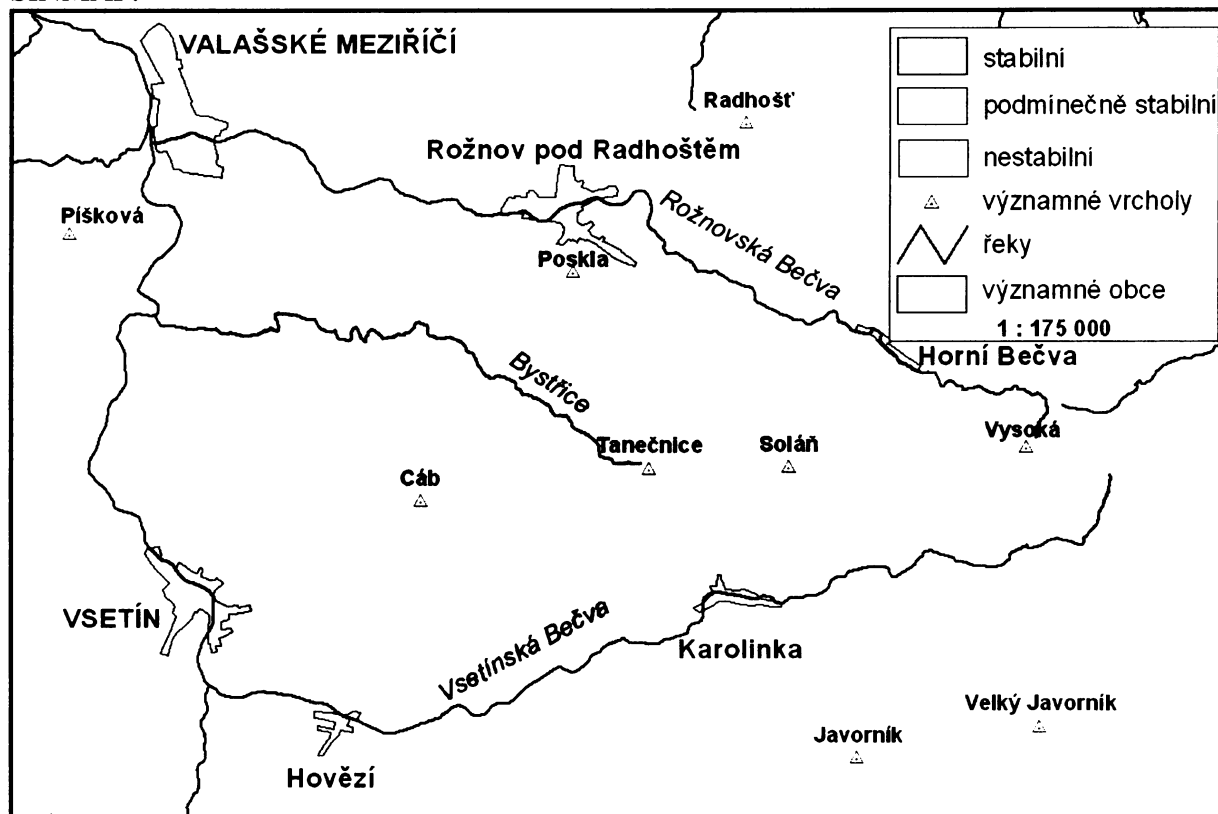 VALAŠSKÉ MEZIŘÍČÍ
stabilní
podmínečně stabilní
nestabilní
významné vrcholy
řeky
významné obce
1 : 175 000
Radhošť
Rožnov pod Radhoštěm
Píšková
Rožnovská Bečva
Poskla
Horní Bečva
Bystřice
Tanečnice
Soláň
Vysoká
Cáb
VSETÍN
Vsetínská Bečva
Karolinka
Velký Javorník
Javorník
Hovězí